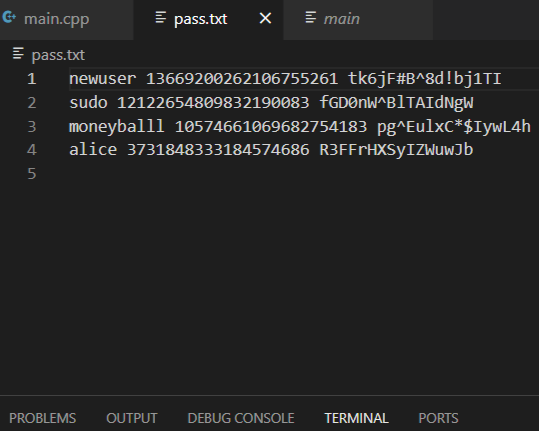 main.cpp pass.txt main
pass.txt
1 newuser 13669200262106755261 tk6jF#B^8d!bj1TI
2 sudo 12122654809832190083 fGD0nW^BlTAIdNgW
3 moneyballl 10574661069682754183 pg^EulxC*$IywL4h
4 alice 3731848333184574686 R3FFrHXSyIZWuwJb
5
PROBLEMS OUTPUT DEBUG CONSOLE TERMINAL PORTS